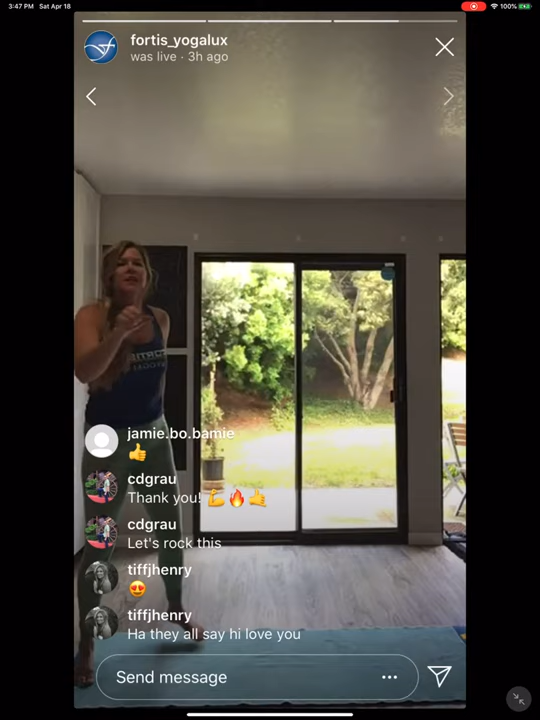 3:47 PM Sat Apr 18
100%
fortis_yogalux
was live · 3h ago
jamie.bo.bamie
👍
cdgrau
Thank you! 💪🔥🤙
cdgrau
Let's rock this
tiffjhenry
😍
tiffjhenry
Ha they all say hi love you
Send message